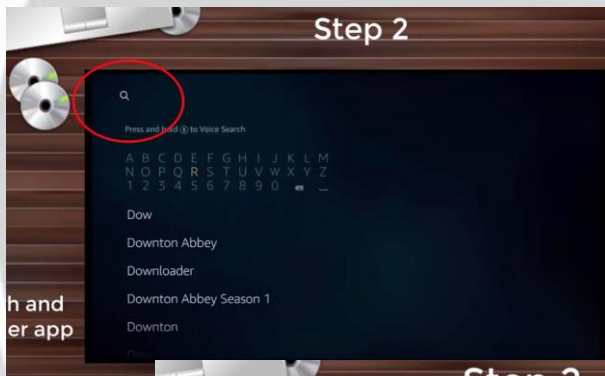 Step 2
Press and hold to Voice Search
A B C D E F G H I J K L M
N O P Q R S T U V W X Y Z
1 2 3 4 5 6 7 8 9 0
Dow
Downton Abbey
Downloader
Downton Abbey Season 1
h and
er app
Downton